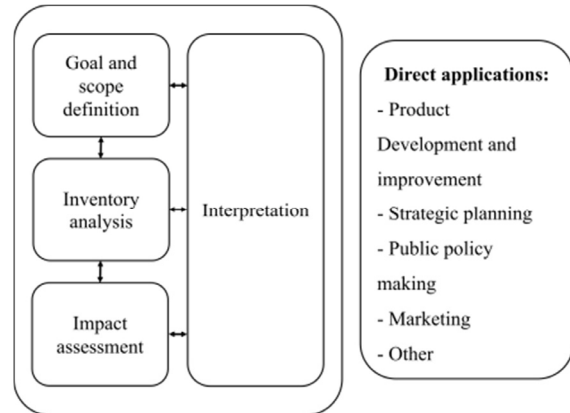 Goal and
scope
definition
Inventory
analysis
Impact
assessment
Interpretation
Direct applications:
- Product
Development and
improvement
- Strategic planning
- Public policy
making
- Marketing
- Other